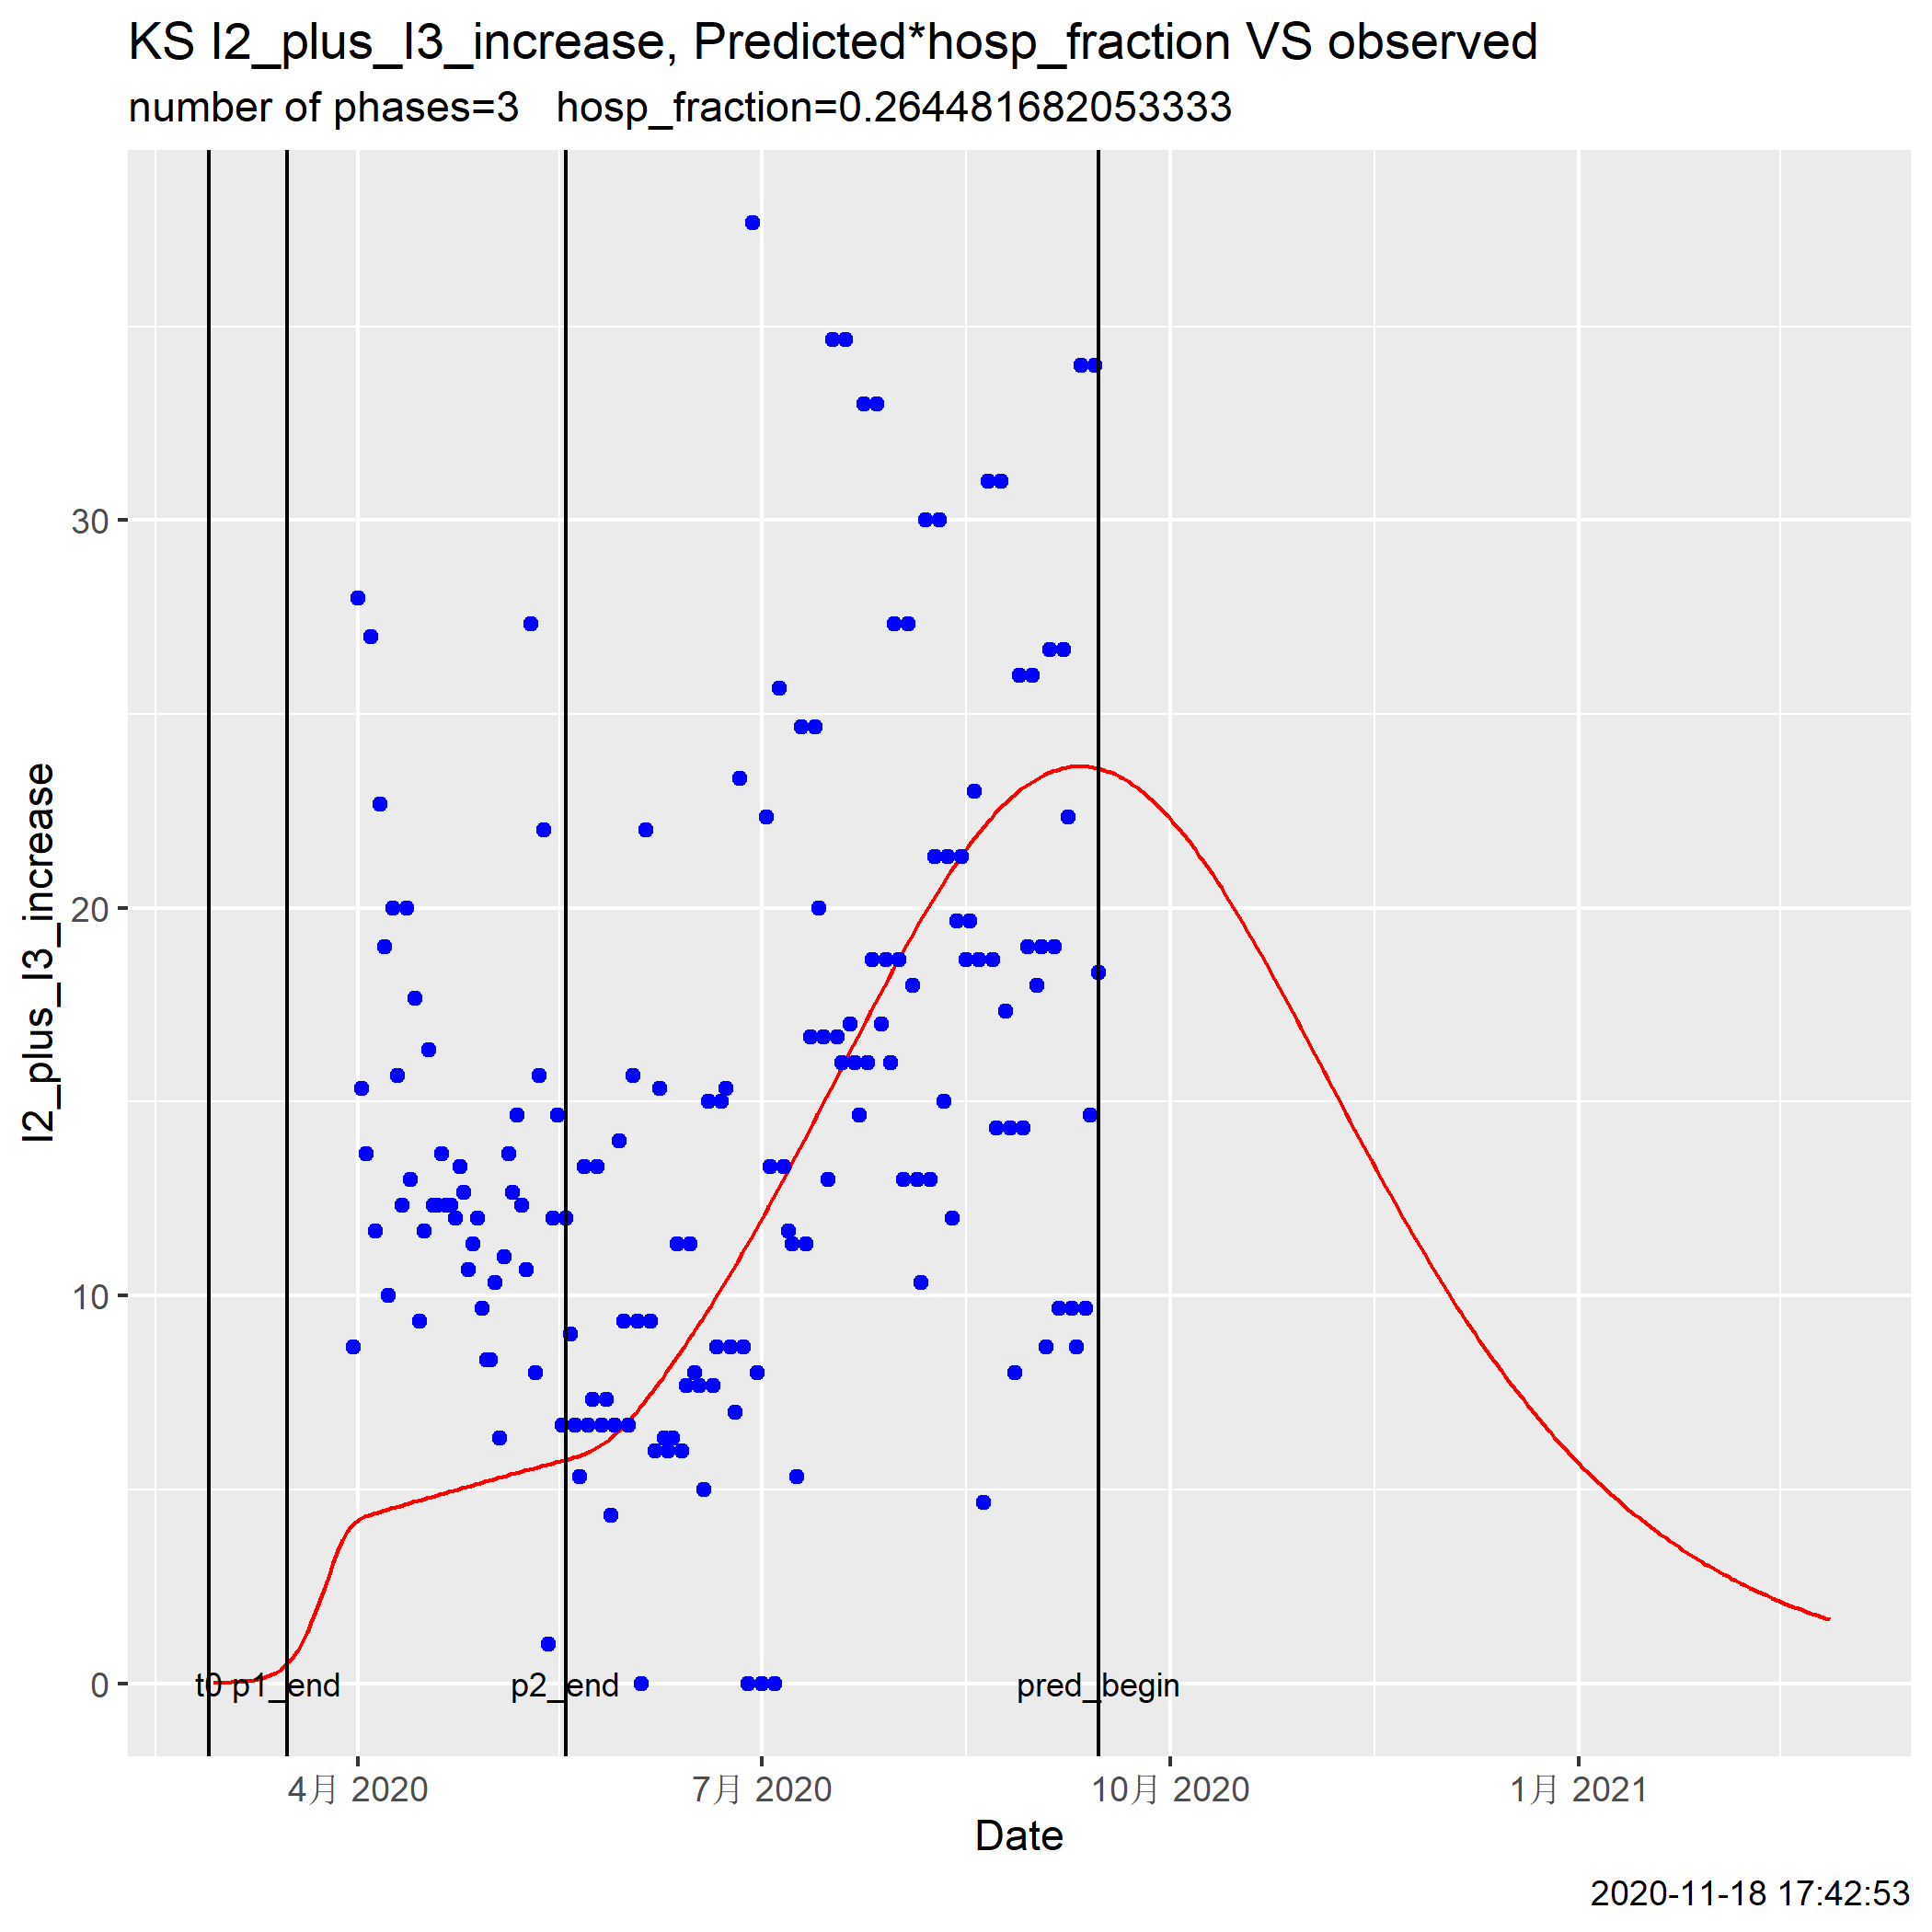 KS I2_plus_I3_increase, Predicted*hosp_fraction VS observed
number of phases=3   hosp_fraction=0.264481682053333
I2_plus_I3_increase
30
20
10
0
t0 p1_end p2_end pred_begin
4月 2020 7月 2020 10月 2020 1月 2021
Date
2020-11-18 17:42:53